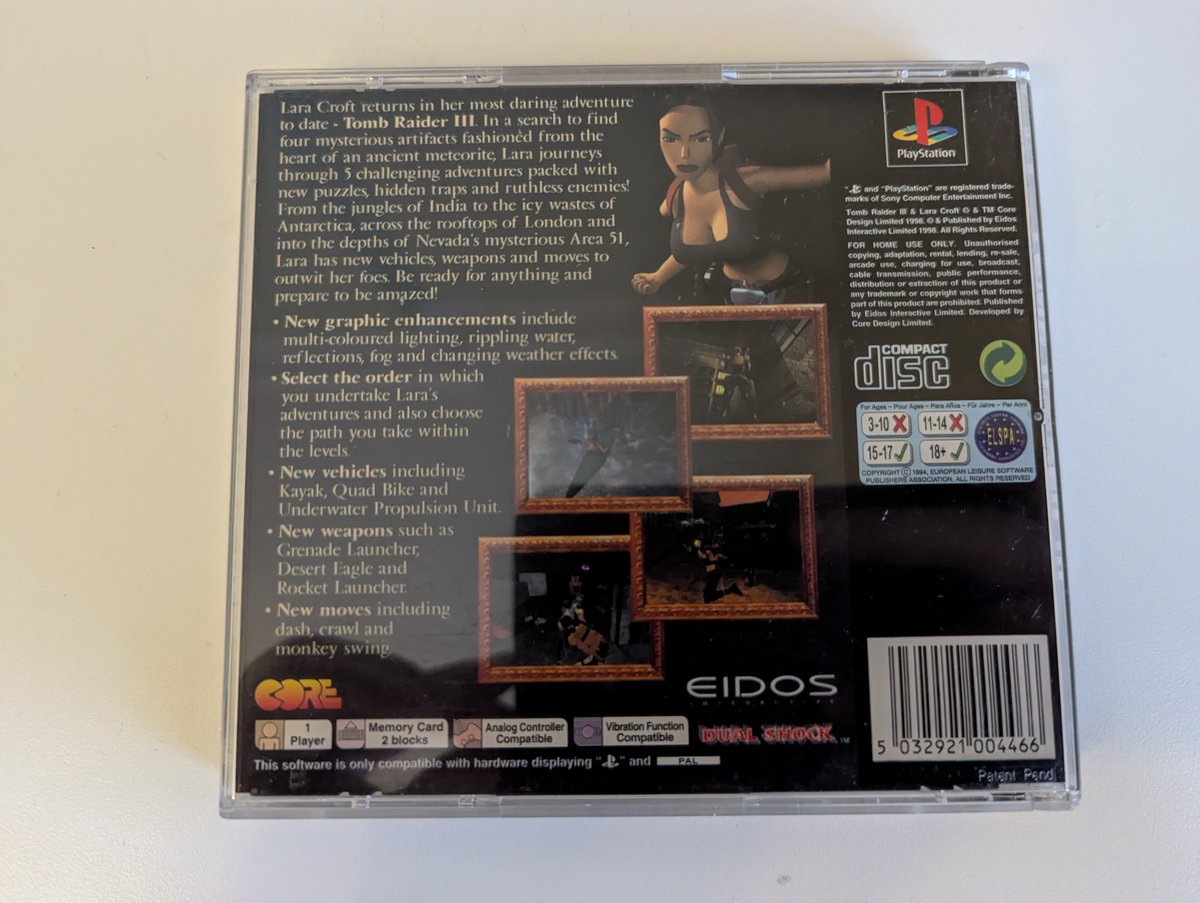 Lara Croft returns in her most daring adventure
to date - Tomb Raider III. In a search to find
four mysterious artifacts fashioned from the
heart of an ancient meteorite, Lara journeys
through 5 challenging adventures packed with
new puzzles, hidden traps and ruthless enemies!
From the jungles of India to the icy wastes of
Antarctica, across the rooftops of London and
into the depths of Nevada's mysterious Area 51,
Lara has new vehicles, weapons and moves to
outwit her foes. Be ready for anything and
prepare to be amazed!
• New graphic enhancements include
multi-coloured lighting, rippling water,
reflections, fog and changing weather effects.
• Select the order in which
you undertake Lara's
adventures and also choose
the path you take within
the levels.
• New vehicles including
Kayak, Quad Bike and
Underwater Propulsion Unit.
• New weapons such as
Grenade Launcher,
Desert Eagle and
Rocket Launcher.
• New moves including
dash, crawl and
monkey swing.
PlayStation
" " and "PlayStation" are registered trade-
marks of Sony Computer Entertainment Inc.
Tomb Raider III & Lara Croft © & TM Core
Design Limited 1998. © & Published by Eidos
Interactive Limited 1998. All Rights Reserved.
FOR HOME USE ONLY. Unauthorised
copying, adaptation, rental, lending, re-sale,
arcade use, charging for use, broadcast,
cable transmission, public performance,
distribution or extraction of this product or
any trademark or copyright work that forms
part of this product are prohibited. Published
by Eidos Interactive Limited. Developed by
Core Design Limited.
COMPACT
disc
For Ages – Pour Ages – Para Años – Für Jahre – Per Anni
3-10 11-14
15-17 18+
ELSPA
COPYRIGHT © 1994, EUROPEAN LEISURE SOFTWARE
PUBLISHERS ASSOCIATION, ALL RIGHTS RESERVED
CORE
EIDOS
INTERACTIVE
1
Player
Memory Card
2 blocks
Analog Controller
Compatible
Vibration Function
Compatible
DUAL SHOCK™
This software is only compatible with hardware displaying " " and PAL
5 032921 004466
Patent Pend